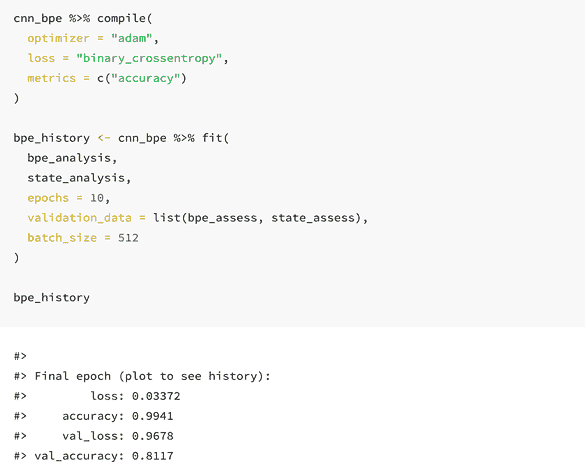 cnn_bpe %>% compile(
  optimizer = "adam",
  loss = "binary_crossentropy",
  metrics = c("accuracy")
)

bpe_history <- cnn_bpe %>% fit(
  bpe_analysis,
  state_analysis,
  epochs = 10,
  validation_data = list(bpe_assess, state_assess),
  batch_size = 512
)

bpe_history

#>
#> Final epoch (plot to see history):
#>         loss: 0.03372
#>     accuracy: 0.9941
#>     val_loss: 0.9678
#> val_accuracy: 0.8117